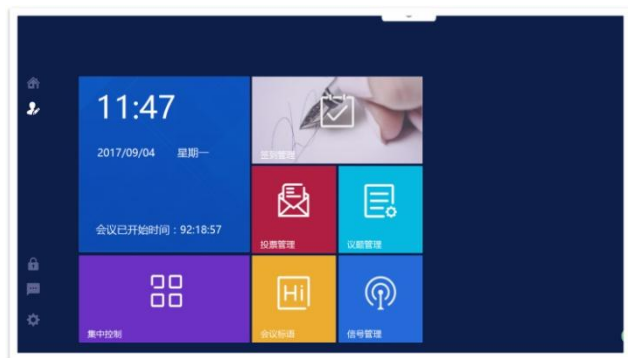 11:47
2017/09/04 星期一
会议已开始时间：92:18:57
签到管理
投票管理
议题管理
集中控制
Hi
会议标语
信号管理